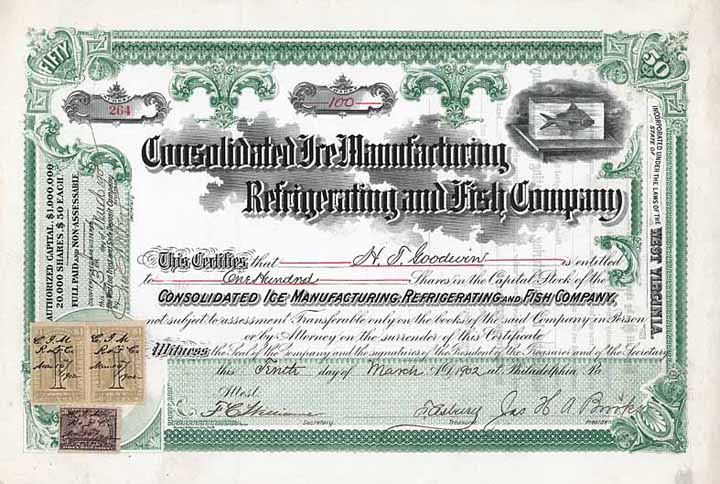 FIFTY
50
264
100
Consolidated Ice Manufacturing
Refrigerating and Fish Company
AUTHORIZED CAPITAL, $1,000,000
20,000 SHARES, $50 EACH
FULL PAID AND NON-ASSESSABLE
INCORPORATED UNDER THE LAWS OF THE
STATE OF
WEST VIRGINIA
This Certifies that H. T. Goodwin is entitled
to One Hundred Shares in the Capital Stock of the
CONSOLIDATED ICE MANUFACTURING, REFRIGERATING AND FISH COMPANY,
not subject to assessment Transferable only on the books of the said Company in Person
or by Attorney on the surrender of this Certificate
Witness the Seal of the Company and the signatures of the President of the Treasurer and of the Secretary
this Tenth day of March 1902 at Philadelphia Pa
Attest
F. C. Williams
Jas H. A. Brooks
Secretary
Treasurer
President
C. I. M.
C. I. M.
1
1